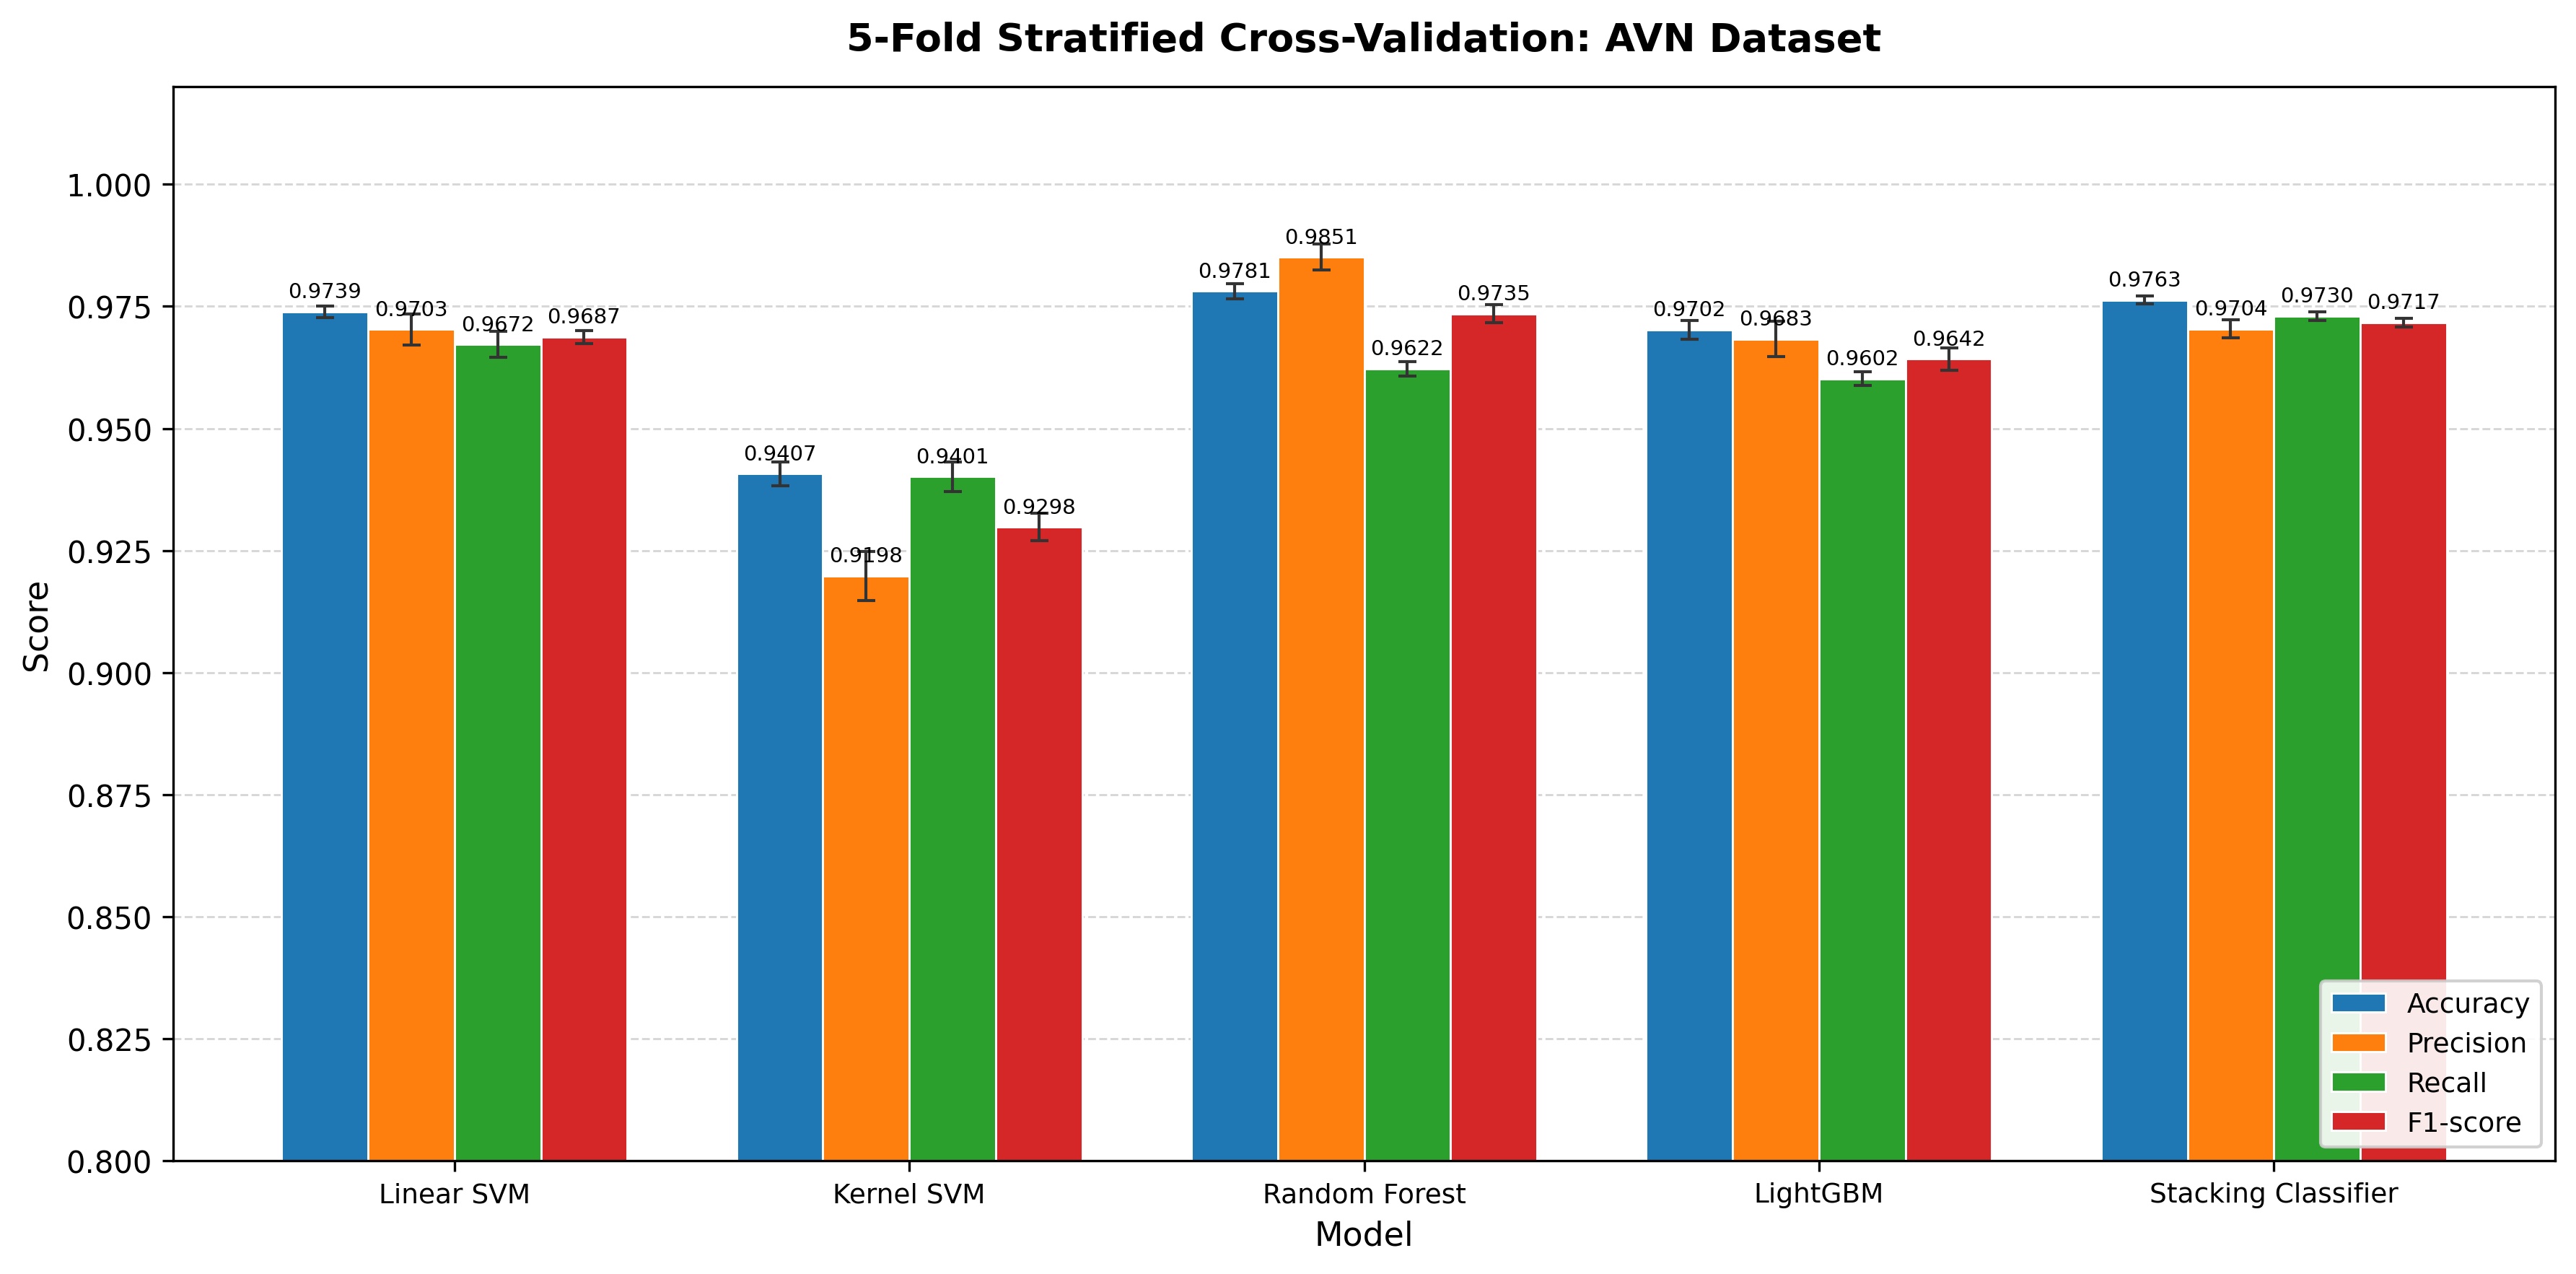 5-Fold Stratified Cross-Validation: AVN Dataset
Score
1.000
0.975
0.950
0.925
0.900
0.875
0.850
0.825
0.800
0.9739
0.9703
0.9672
0.9687
0.9407
0.9198
0.9401
0.9298
0.9781
0.9851
0.9622
0.9735
0.9702
0.9683
0.9602
0.9642
0.9763
0.9704
0.9730
0.9717
Accuracy
Precision
Recall
F1-score
Linear SVM
Kernel SVM
Random Forest
LightGBM
Stacking Classifier
Model